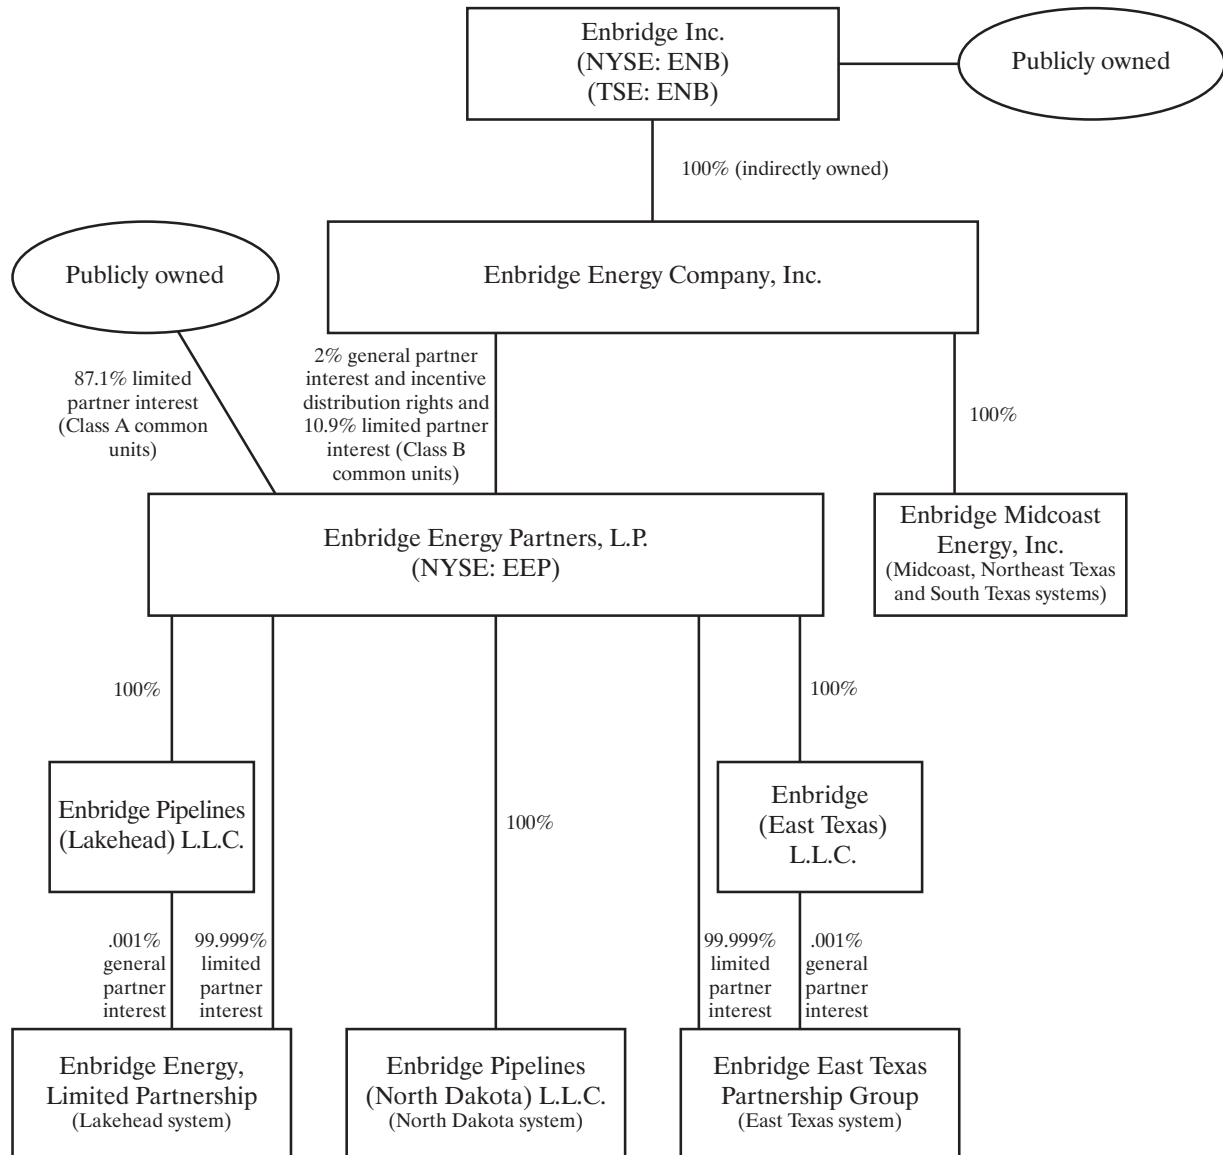 Enbridge Inc.
(NYSE: ENB)
(TSE: ENB)
Publicly owned
100% (indirectly owned)
Publicly owned
Enbridge Energy Company, Inc.
87.1% limited
partner interest
(Class A common
units)
2% general partner
interest and incentive
distribution rights and
10.9% limited partner
interest (Class B
common units)
100%
Enbridge Energy Partners, L.P.
(NYSE: EEP)
Enbridge Midcoast
Energy, Inc.
(Midcoast, Northeast Texas
and South Texas systems)
100%
100%
Enbridge Pipelines
(Lakehead) L.L.C.
100%
Enbridge
(East Texas)
L.L.C.
.001%
general
partner
interest
99.999%
limited
partner
interest
99.999%
limited
partner
interest
.001%
general
partner
interest
Enbridge Energy,
Limited Partnership
(Lakehead system)
Enbridge Pipelines
(North Dakota) L.L.C.
(North Dakota system)
Enbridge East Texas
Partnership Group
(East Texas system)